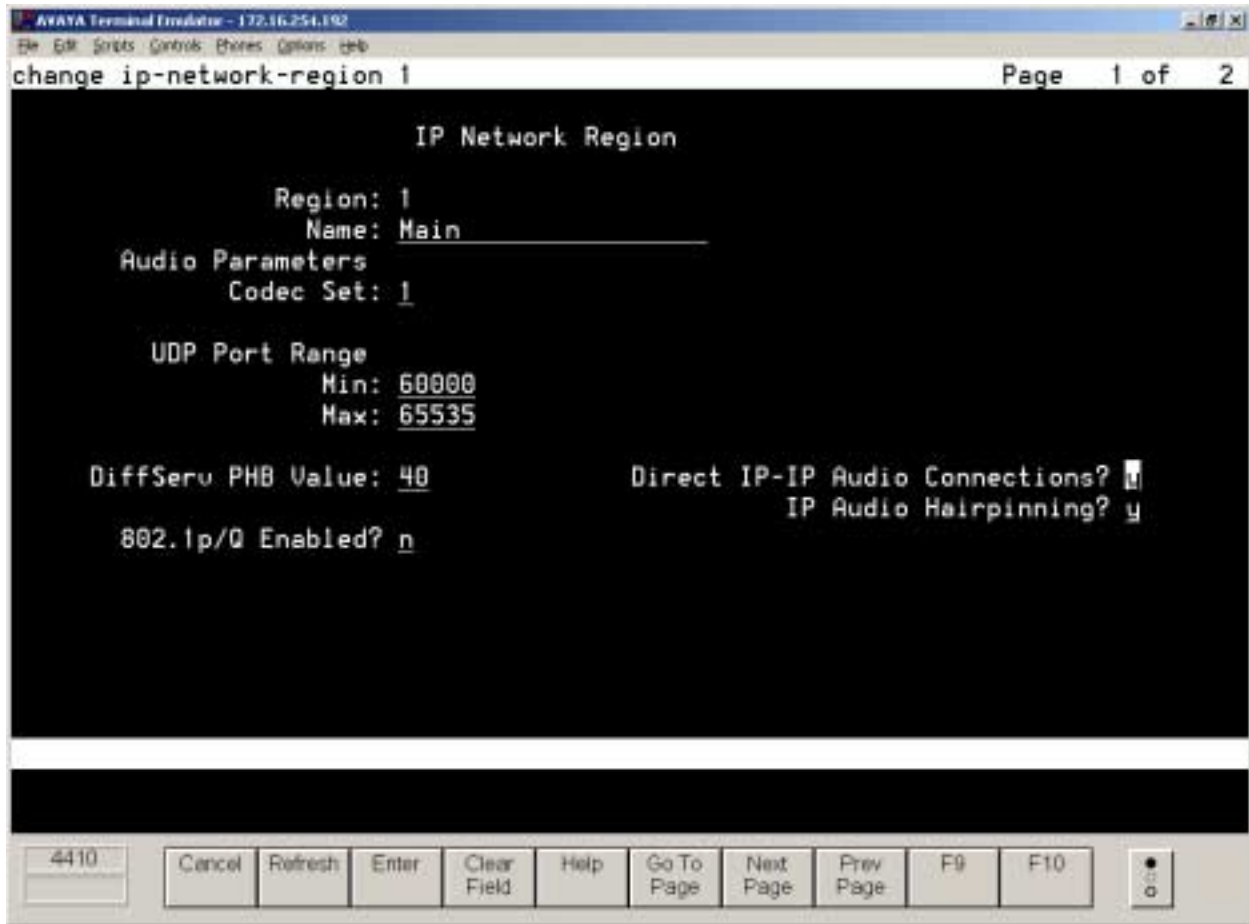 AVAYA Terminal Emulator - 172.16.254.192
File Edit Scripts Controls Phones Options Help
change ip-network-region 1 Page 1 of 2
IP Network Region
Region: 1
Name: Main
Audio Parameters
Codec Set: 1
UDP Port Range
Min: 60000
Max: 65535
DiffServ PHB Value: 40 Direct IP-IP Audio Connections? y
IP Audio Hairpinning? y
802.1p/Q Enabled? n
4410 Cancel Refresh Enter Clear Field Help Go To Page Next Page Prev Page F9 F10